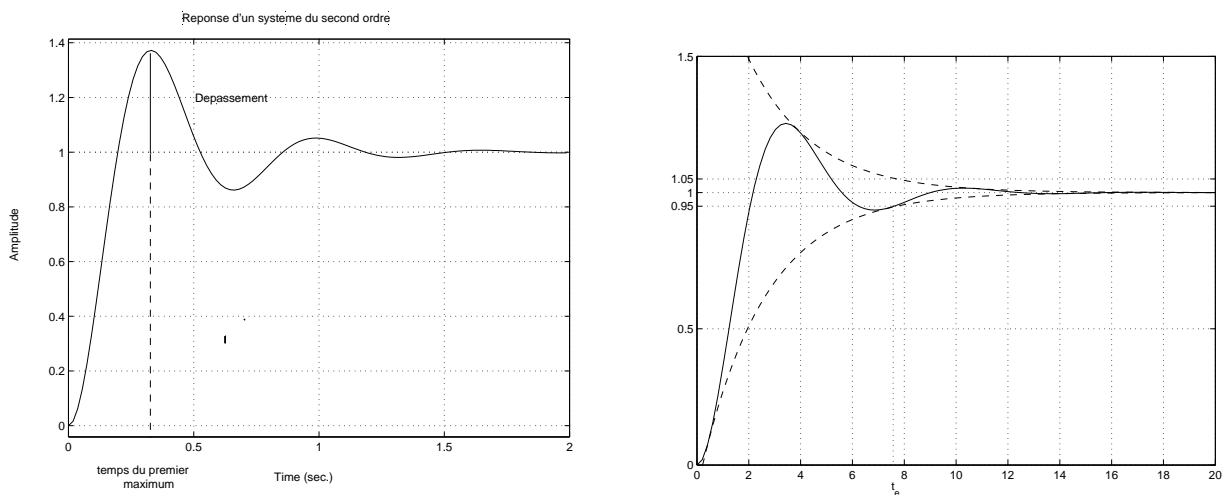 Reponse d'un systeme du second ordre
1.4
1.2
1
0.8
0.6
0.4
0.2
0
Amplitude
Depassement
0 0.5 1 1.5 2
temps du premier
maximum
Time (sec.)
1.5
1.05
1
0.95
0.5
0
0 2 4 6 8 10 12 14 16 18 20
t_e